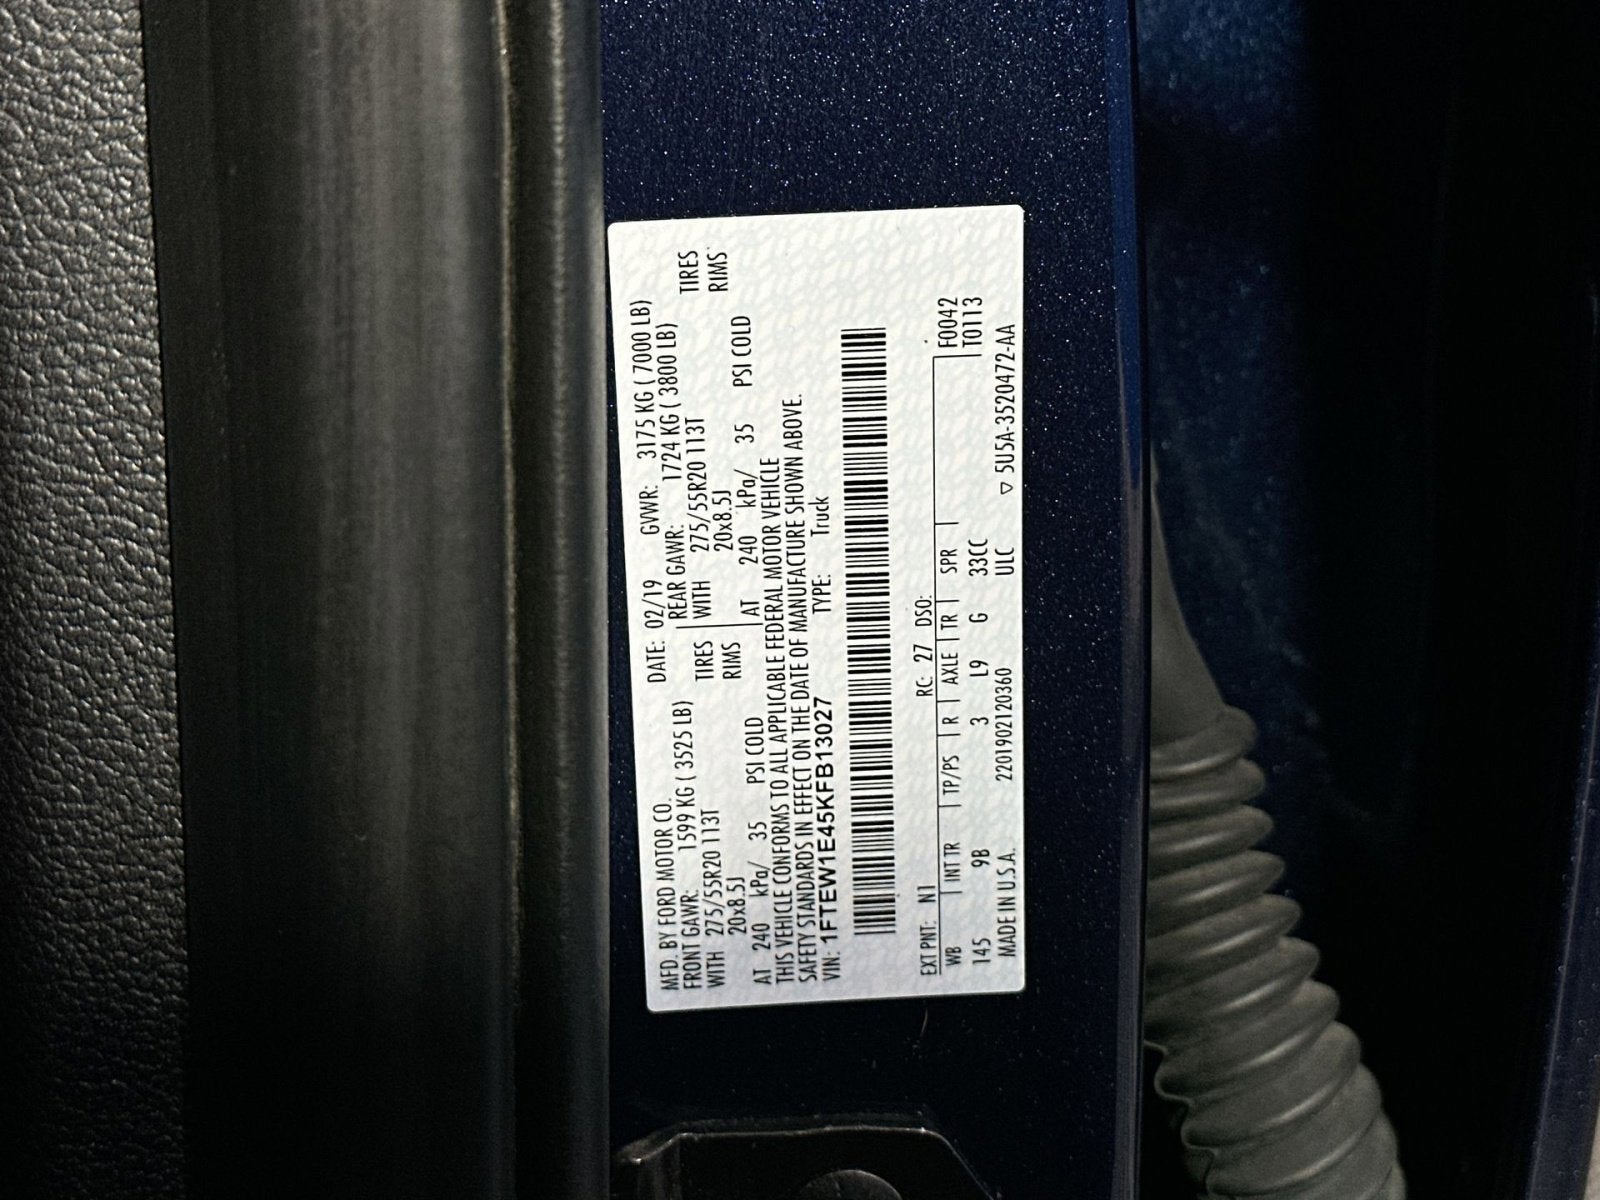 MFD. BY FORD MOTOR CO. DATE: 02/19 GVWR: 3175 KG ( 7000 LB)
FRONT GAWR: 1599 KG ( 3525 LB) REAR GAWR: 1724 KG ( 3800 LB)
WITH 275/55R20 113T TIRES WITH 275/55R20 113T TIRES
20x8.5J RIMS 20x8.5J RIMS
AT 240 kPa/ 35 PSI COLD AT 240 kPa/ 35 PSI COLD
THIS VEHICLE CONFORMS TO ALL APPLICABLE FEDERAL MOTOR VEHICLE
SAFETY STANDARDS IN EFFECT ON THE DATE OF MANUFACTURE SHOWN ABOVE.
VIN: 1FTEW1E45KFB13027 TYPE: Truck
EXT PNT: N1 RC: 27 DSO: F0042
WB INT TR TP/PS R AXLE TR SPR T0113
145 9B 3 L9 G 33CC
MADE IN U.S.A. 220190212036​0 ULC ▽ 5U5A-3520472-AA